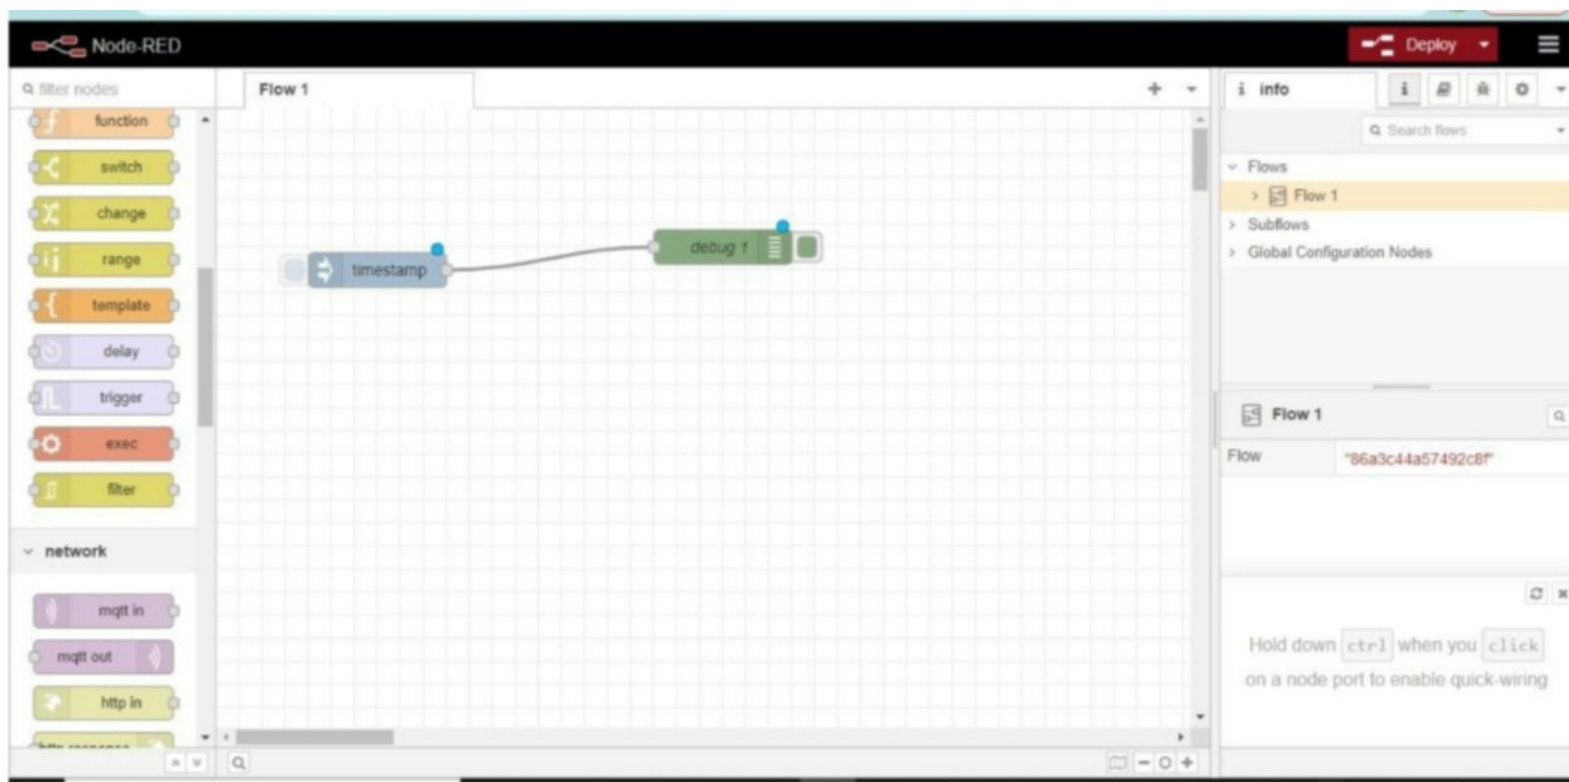 Node-RED
Deploy
filter nodes
function
switch
change
range
template
delay
trigger
exec
filter
network
mqtt in
mqtt out
http in
http response
Flow 1
timestamp
debug 1
info
Search flows
Flows
Flow 1
Subflows
Global Configuration Nodes
Flow 1
Flow "86a3c44a57492c8f"
Hold down ctrl when you click
on a node port to enable quick-wiring